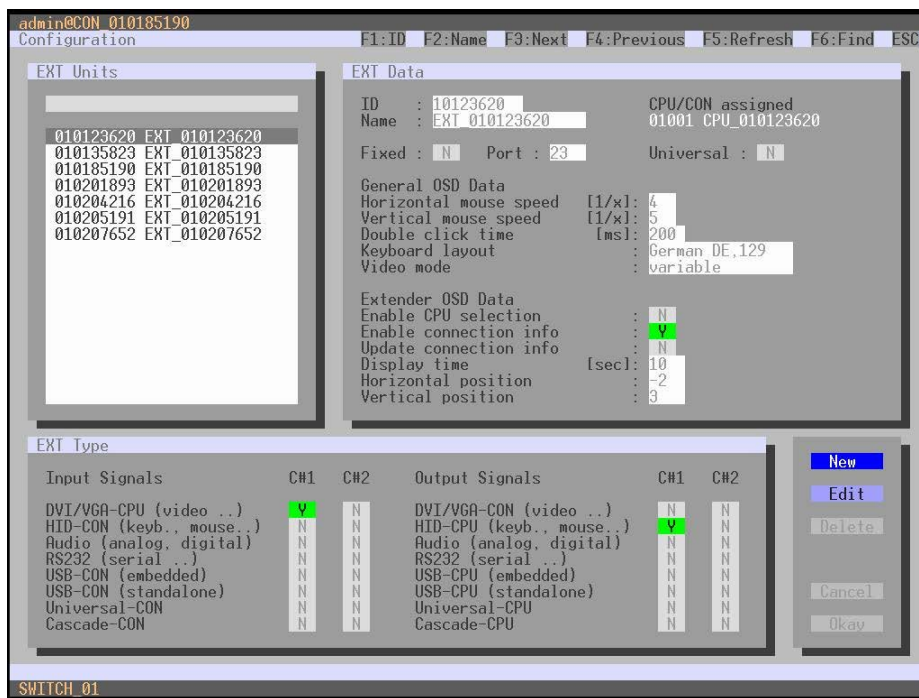 admin@CON_010185190
Configuration F1:ID F2:Name F3:Next F4:Previous F5:Refresh F6:Find ESC
EXT Units
010123620 EXT_010123620
010135823 EXT_010135823
010185190 EXT_010185190
010201893 EXT_010201893
010204216 EXT_010204216
010205191 EXT_010205191
010207652 EXT_010207652
EXT Data
ID : 10123620 CPU/CON assigned
Name : EXT_010123620 01001 CPU_010123620
Fixed : N Port : 23 Universal : N
General OSD Data
Horizontal mouse speed [1/x]: 4
Vertical mouse speed [1/x]: 5
Double click time [ms]: 200
Keyboard layout : German DE,129
Video mode : variable
Extender OSD Data
Enable CPU selection : N
Enable connection info : Y
Update connection info : N
Display time [sec]: 10
Horizontal position : -2
Vertical position : 3
EXT Type
Input Signals C#1 C#2 Output Signals C#1 C#2
DVI/VGA-CPU (video ..) Y N DVI/VGA-CON (video ..) N N
HID-CON (keyb., mouse..) N N HID-CPU (keyb., mouse..) Y N
Audio (analog, digital) N N Audio (analog, digital) N N
RS232 (serial ..) N N RS232 (serial ..) N N
USB-CON (embedded) N N USB-CPU (embedded) N N
USB-CON (standalone) N N USB-CPU (standalone) N N
Universal-CON N N Universal-CPU N N
Cascade-CON N N Cascade-CPU N N
New
Edit
Delete
Cancel
Okay
SWITCH_01